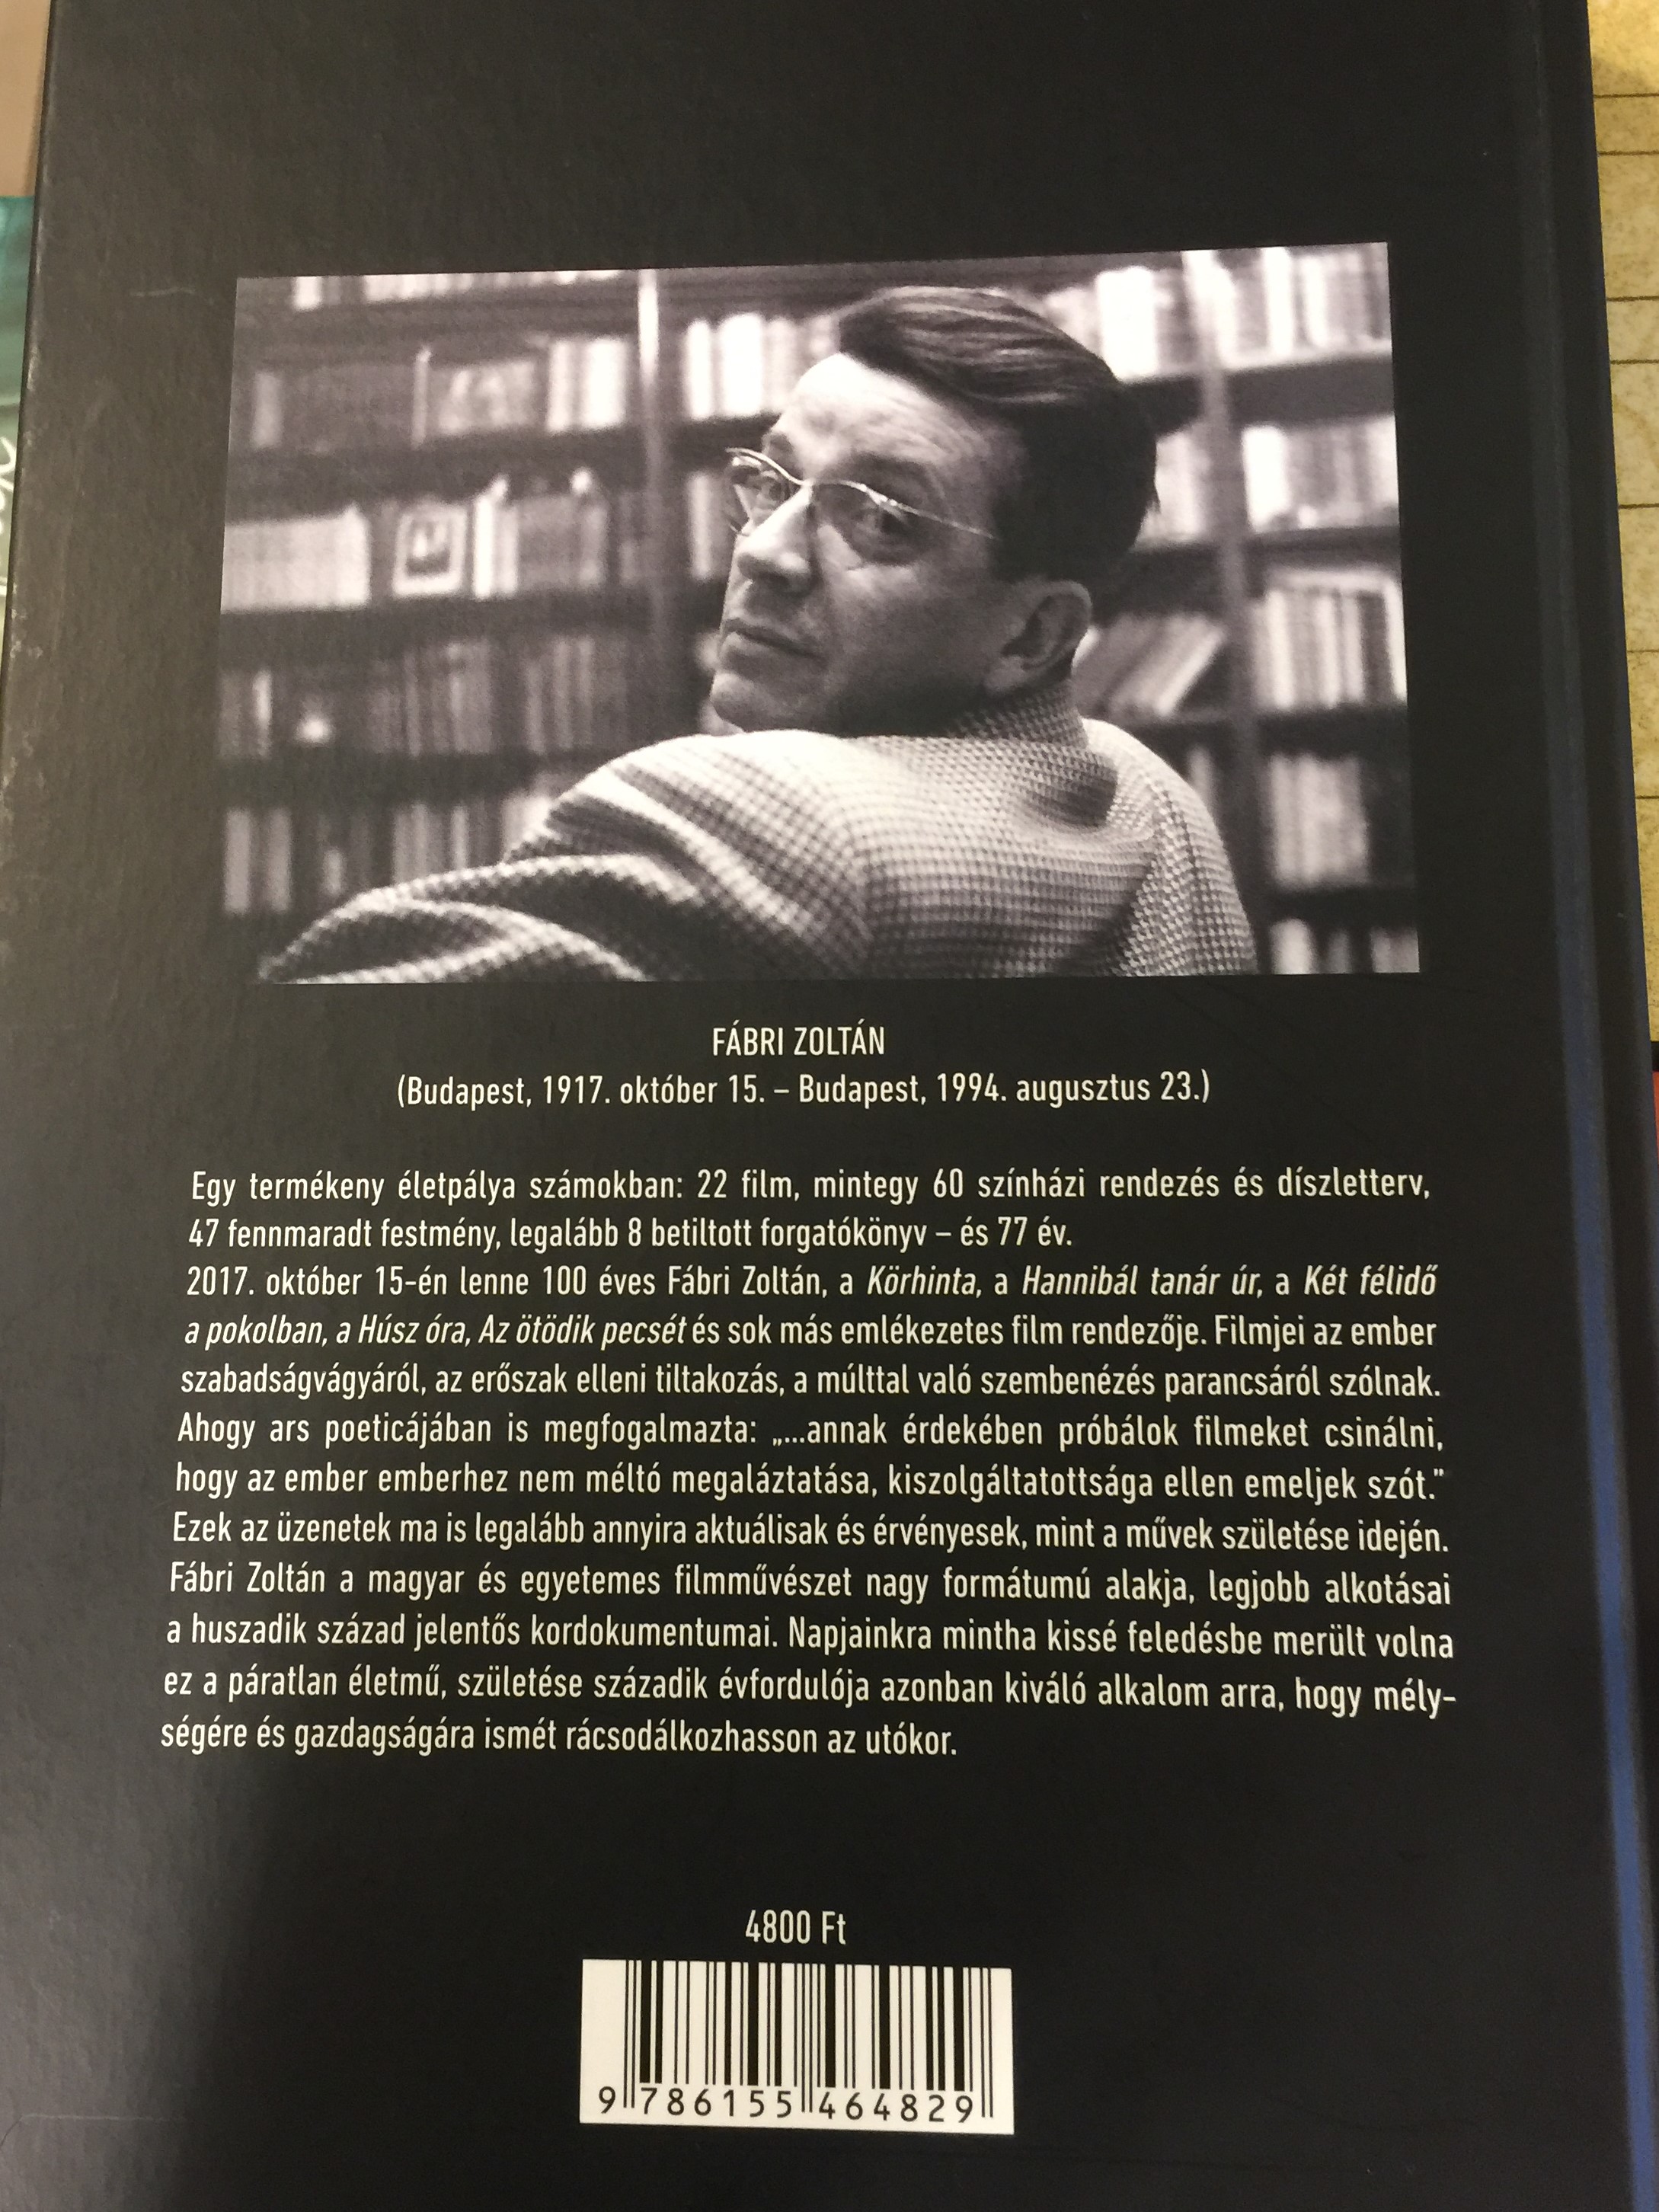 FÁBRI ZOLTÁN
(Budapest, 1917. október 15. – Budapest, 1994. augusztus 23.)
Egy termékeny életpálya számokban: 22 film, mintegy 60 színházi rendezés és díszletterv,
47 fennmaradt festmény, legalább 8 betiltott forgatókönyv – és 77 év.
2017. október 15-én lenne 100 éves Fábri Zoltán, a Körhinta, a Hannibál tanár úr, a Két félidő
a pokolban, a Húsz óra, Az ötödik pecsét és sok más emlékezetes film rendezője. Filmjei az ember
szabadságvágyáról, az erőszak elleni tiltakozás, a múlttal való szembenézés parancsáról szólnak.
Ahogy ars poeticájában is megfogalmazta: „...annak érdekében próbálok filmeket csinálni,
hogy az ember emberhez nem méltó megaláztatása, kiszolgáltatottsága ellen emeljek szót."
Ezek az üzenetek ma is legalább annyira aktuálisak és érvényesek, mint a művek születése idején.
Fábri Zoltán a magyar és egyetemes filmművészet nagy formátumú alakja, legjobb alkotásai
a huszadik század jelentős kordokumentumai. Napjainkra mintha kissé feledésbe merült volna
ez a páratlan életmű, születése századik évfordulója azonban kiváló alkalom arra, hogy mély-
ségére és gazdagságára ismét rácsodálkozhasson az utókor.
4800 Ft
9 786155 464829